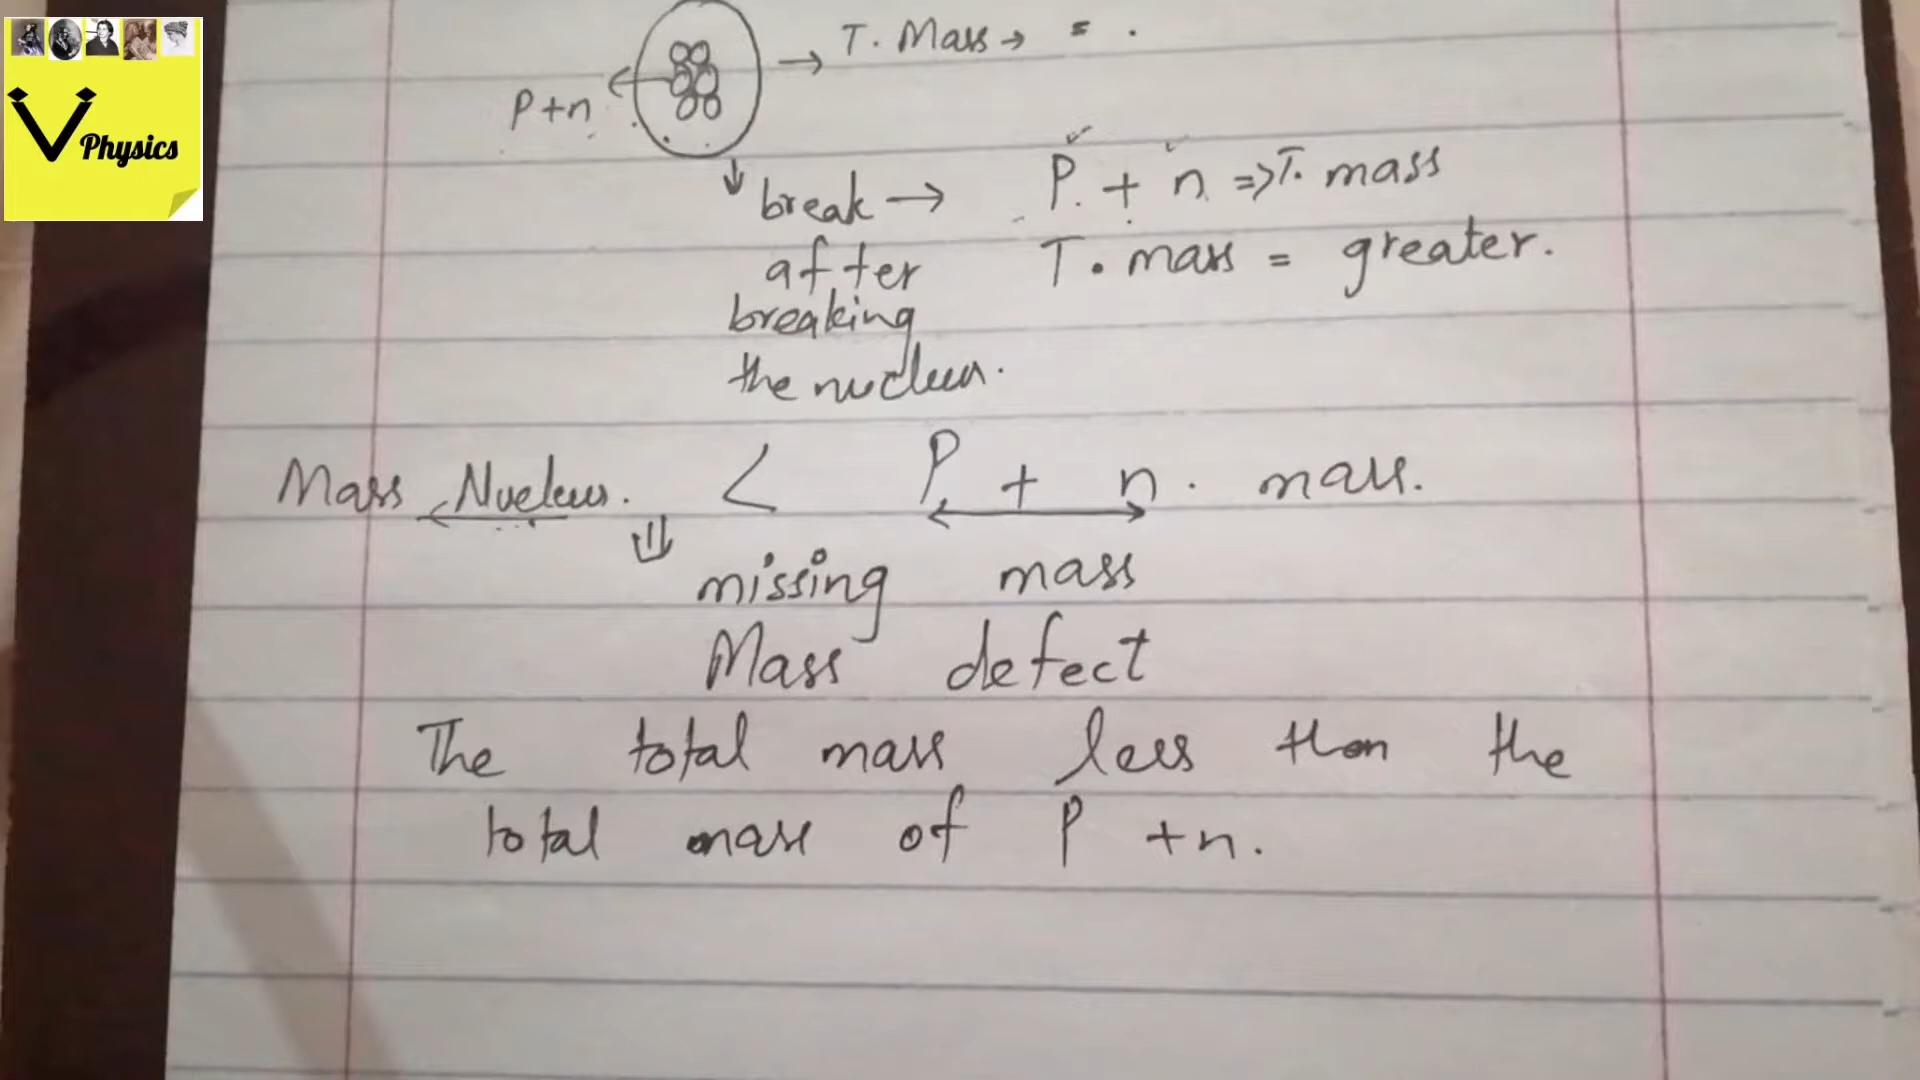 T. Mass → = .
P+n
Physics
break → P + n ⇒ T. mass
after T. mass = greater.
breaking
the nucleus.
Mass Nucleus. < P + n. mass.
missing mass
Mass defect
The total mass less than the
total mass of P +n.